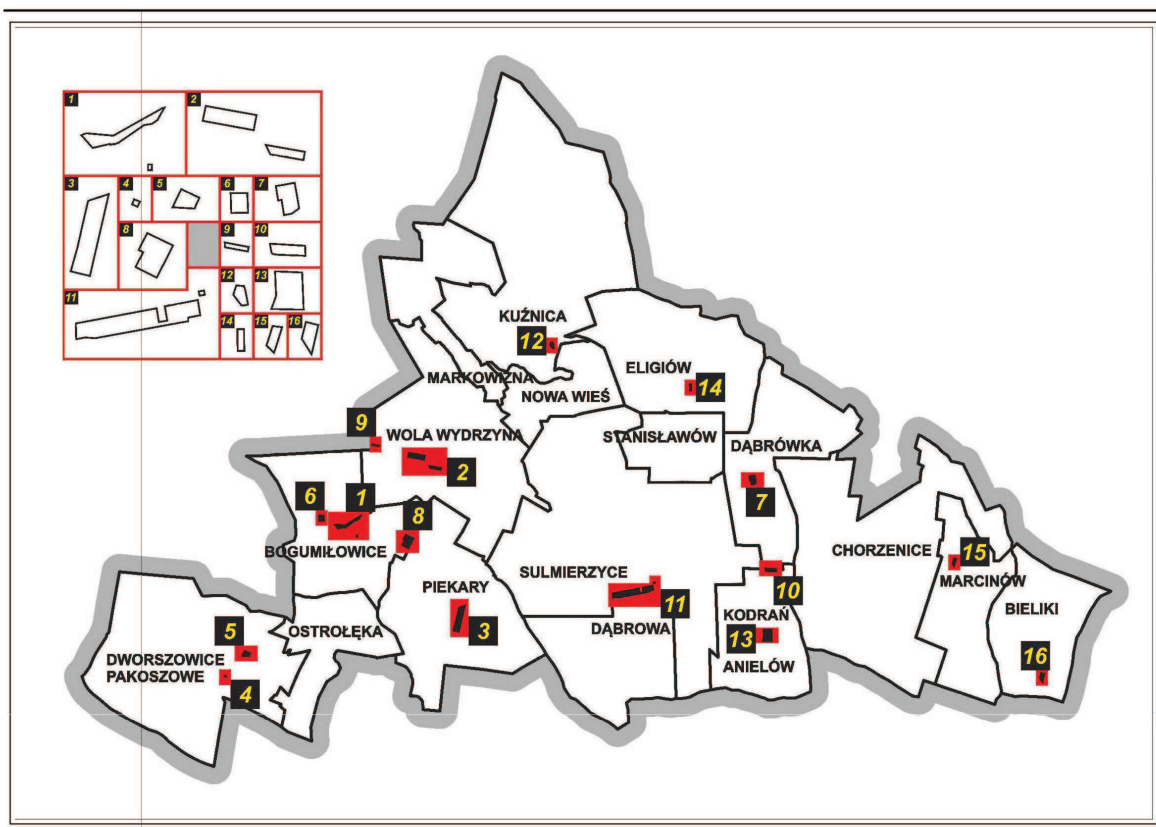 1
2
3
4
5
6
7
8
9
10
11
12
13
14
15
16
KUŹNICA
12
ELIGIÓW
14
MARKOWIZNA
NOWA WIEŚ
9
WOLA WYDRZYNA
2
STANISŁAWÓW
DĄBRÓWKA
7
6
1
8
BOGUMIŁOWICE
CHORZENICE
15
MARCINÓW
SULMIERZYCE
10
PIEKARY
3
11
DĄBROWA
KODRAŃ
13
ANIELÓW
BIELIKI
16
OSTROŁĘKA
5
DWORSZOWICE
PAKOSZOWE
4